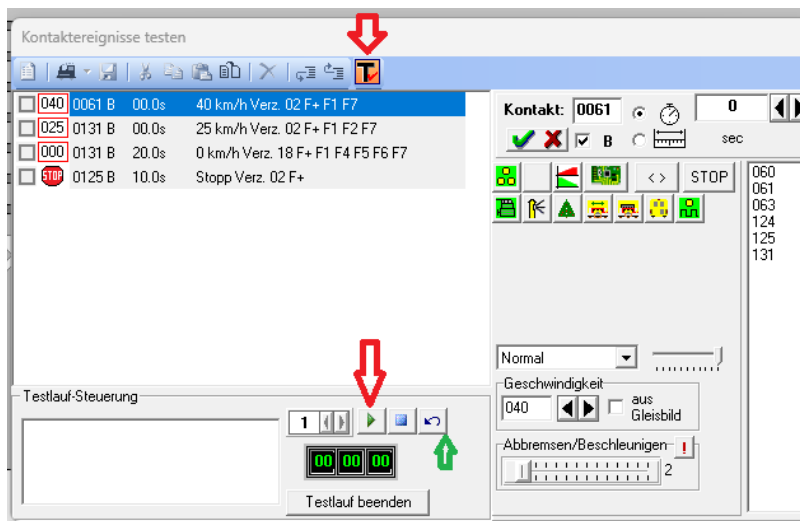 Kontaktereignisse testen
T
040 0061 B 00.0s 40 km/h Verz. 02 F+ F1 F7
025 0131 B 00.0s 25 km/h Verz. 02 F+ F1 F2 F7
000 0131 B 20.0s 0 km/h Verz. 18 F+ F1 F4 F5 F6 F7
STOP 0125 B 10.0s Stopp Verz. 02 F+
Kontakt: 0061 0
B sec
< > STOP
060
061
063
124
125
131
Normal
Geschwindigkeit
040 aus
Gleisbild
Abbremsen/Beschleunigen !
2
Testlauf-Steuerung
1
00 00 00
Testlauf beenden